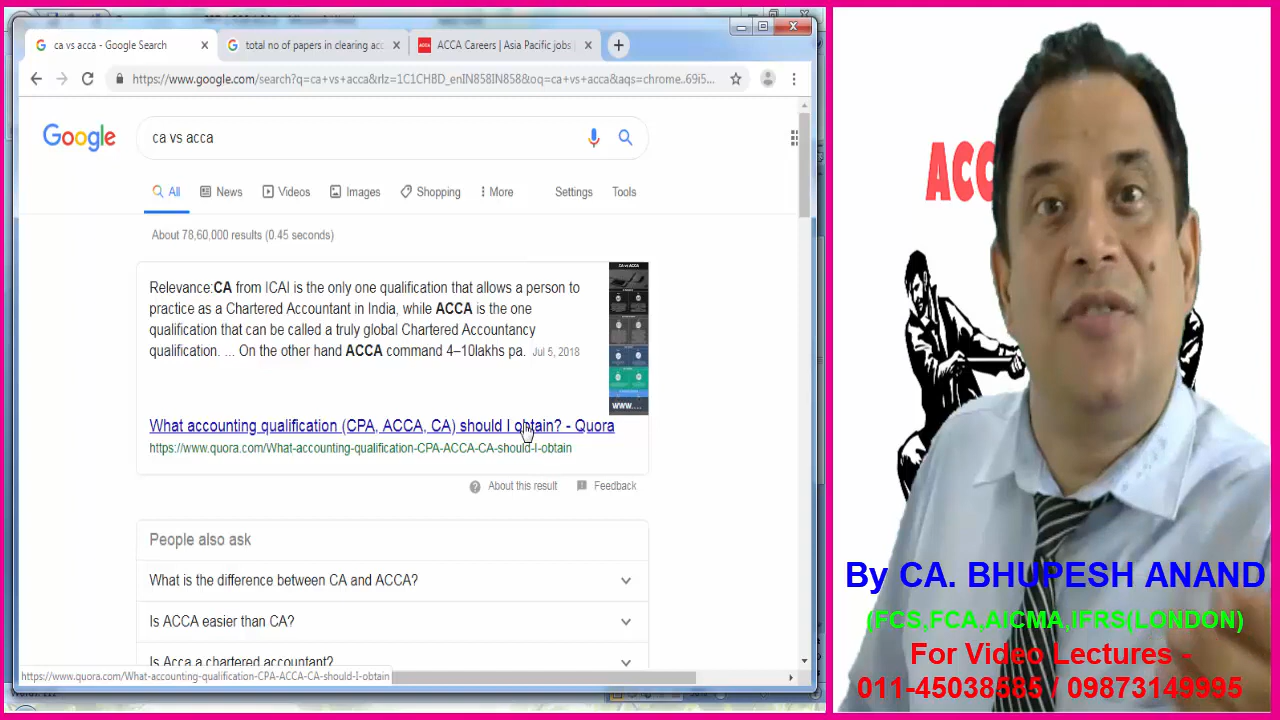 ca vs acca - Google Search
total no of papers in clearing acc
ACCA
ACCA Careers | Asia Pacific jobs
https://www.google.com/search?q=ca+vs+acca&rlz=1C1CHBD_enIN858IN858&oq=ca+vs+acca&aqs=chrome..69i5...
Google
ca vs acca
All
News
Videos
Images
Shopping
More
Settings
Tools
About 78,60,000 results (0.45 seconds)
Relevance:CA from ICAI is the only one qualification that allows a person to
practice as a Chartered Accountant in India, while ACCA is the one
qualification that can be called a truly global Chartered Accountancy
qualification. ... On the other hand ACCA command 4–10lakhs pa. Jul 5, 2018
CA vs ACCA
www....
What accounting qualification (CPA, ACCA, CA) should I obtain? - Quora
https://www.quora.com/What-accounting-qualification-CPA-ACCA-CA-should-I-obtain
About this result
Feedback
People also ask
What is the difference between CA and ACCA?
Is ACCA easier than CA?
Is Acca a chartered accountant?
https://www.quora.com/What-accounting-qualification-CPA-ACCA-CA-should-I-obtain
ACC
By CA. BHUPESH ANAND
(FCS,FCA,AICMA,IFRS(LONDON)
For Video Lectures -
011-45038585 / 09873149995